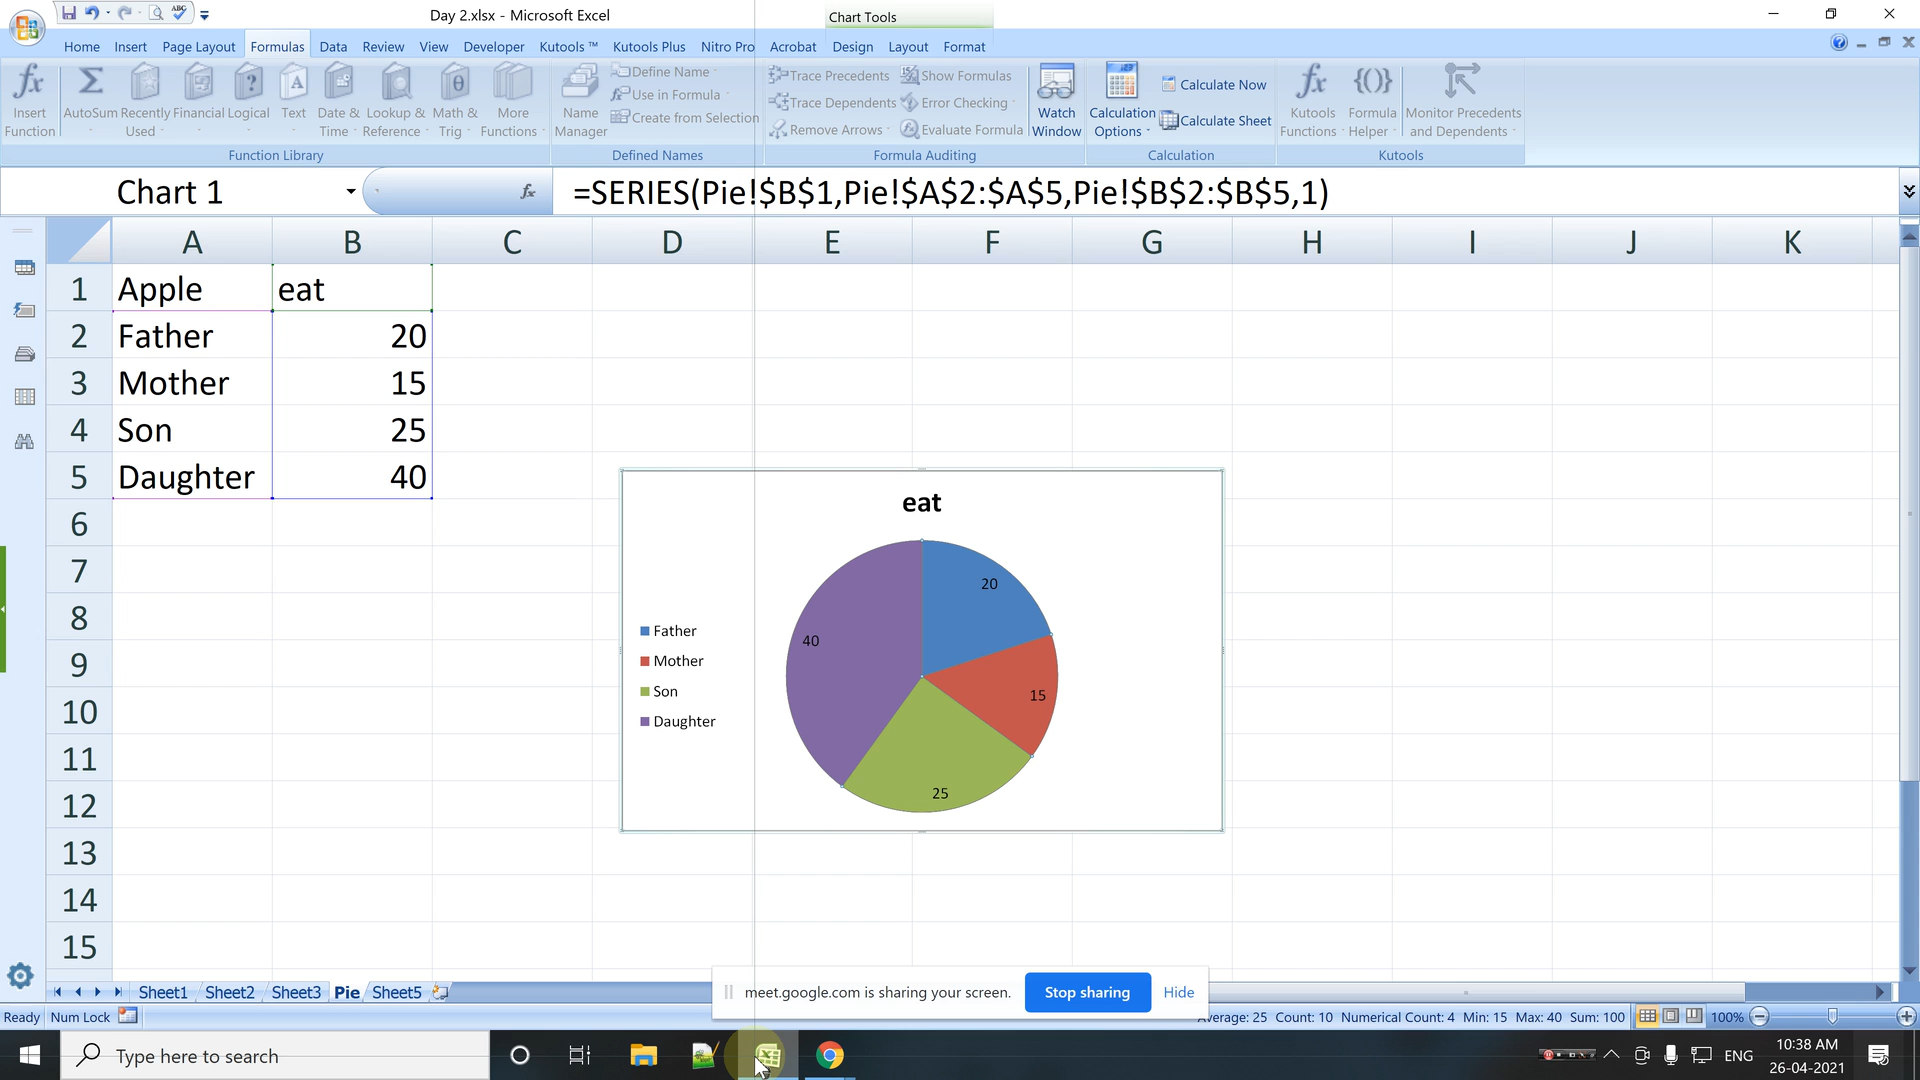 Day 2.xlsx - Microsoft Excel
Chart Tools
Home Insert Page Layout Formulas Data Review View Developer Kutools ™ Kutools Plus Nitro Pro Acrobat Design Layout Format
Insert Function
AutoSum
Recently Used
Financial
Logical
Text
Date & Time
Lookup & Reference
Math & Trig
More Functions
Function Library
Name Manager
Define Name
Use in Formula
Create from Selection
Defined Names
Trace Precedents
Trace Dependents
Remove Arrows
Show Formulas
Error Checking
Evaluate Formula
Formula Auditing
Watch Window
Calculation Options
Calculate Now
Calculate Sheet
Calculation
Kutools Functions
Formula Helper
Monitor Precedents and Dependents
Kutools
Chart 1
fx
=SERIES(Pie!$B$1,Pie!$A$2:$A$5,Pie!$B$2:$B$5,1)
A B C D E F G H I J K
1 Apple eat
2 Father 20
3 Mother 15
4 Son 25
5 Daughter 40
6
7
8
9
10
11
12
13
14
15
eat
20
15
25
40
Father
Mother
Son
Daughter
Sheet1 Sheet2 Sheet3 Pie Sheet5
meet.google.com is sharing your screen. Stop sharing Hide
Ready Num Lock
Average: 25 Count: 10 Numerical Count: 4 Min: 15 Max: 40 Sum: 100
100%
Type here to search
ENG
10:38 AM
26-04-2021